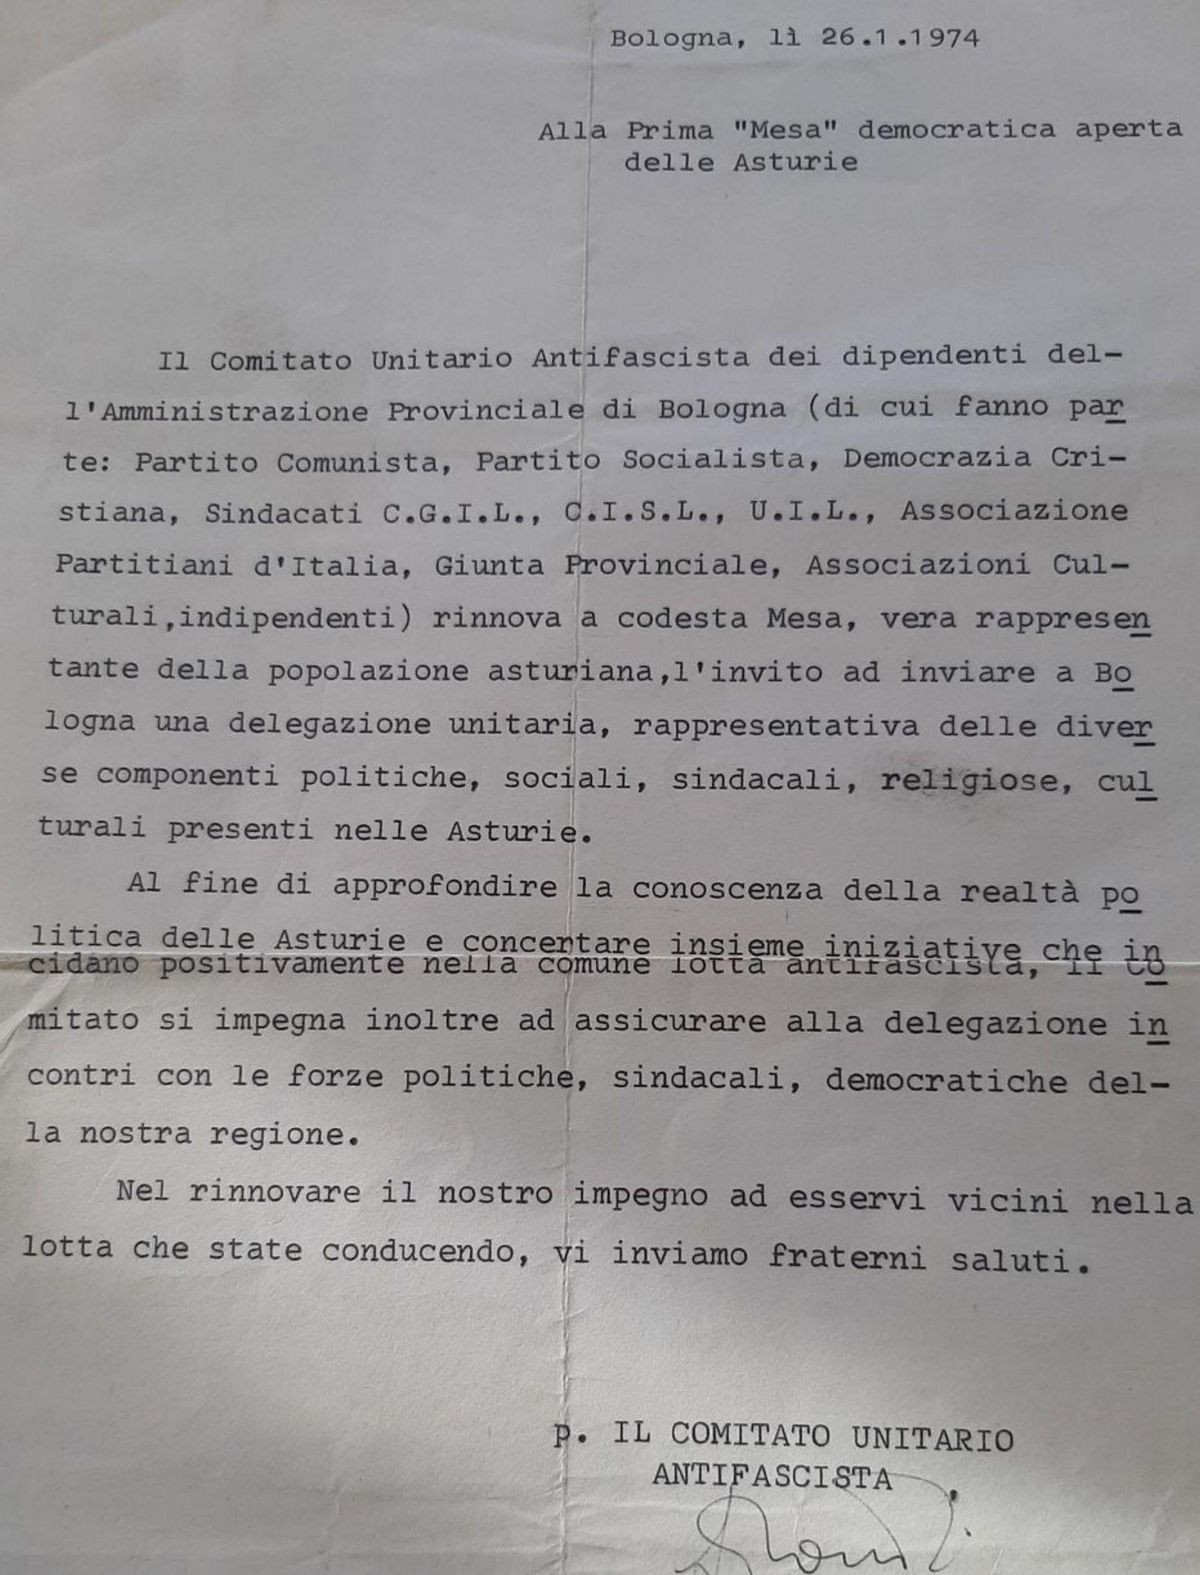 Bologna, lì 26.1.1974
Alla Prima "Mesa" democratica aperta
delle Asturie
Il Comitato Unitario Antifascista dei dipendenti del-
l'Amministrazione Provinciale di Bologna (di cui fanno par
te: Partito Comunista, Partito Socialista, Democrazia Cri-
stiana, Sindacati C.G.I.L., C.I.S.L., U.I.L., Associazione
Partitiani d'Italia, Giunta Provinciale, Associazioni Cul-
turali,indipendenti) rinnova a codesta Mesa, vera rappresen
tante della popolazione asturiana,l'invito ad inviare a Bo
logna una delegazione unitaria, rappresentativa delle diver
se componenti politiche, sociali, sindacali, religiose, cul
turali presenti nelle Asturie.
Al fine di approfondire la conoscenza della realtà po
litica delle Asturie e concertare insieme iniziative che in
cidano positivamente nella comune lotta antifascista, il Co
mitato si impegna inoltre ad assicurare alla delegazione in
contri con le forze politiche, sindacali, democratiche del-
la nostra regione.
Nel rinnovare il nostro impegno ad esservi vicini nella
lotta che state conducendo, vi inviamo fraterni saluti.
p. IL COMITATO UNITARIO
ANTIFASCISTA